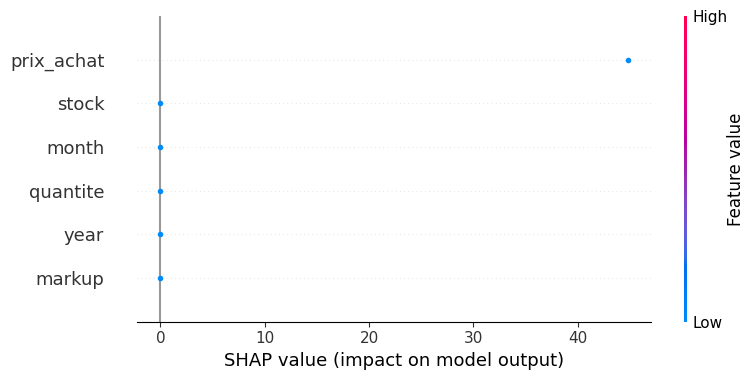 High
prix_achat
stock
month
quantite
year
markup
Feature value
Low
0 10 20 30 40
SHAP value (impact on model output)